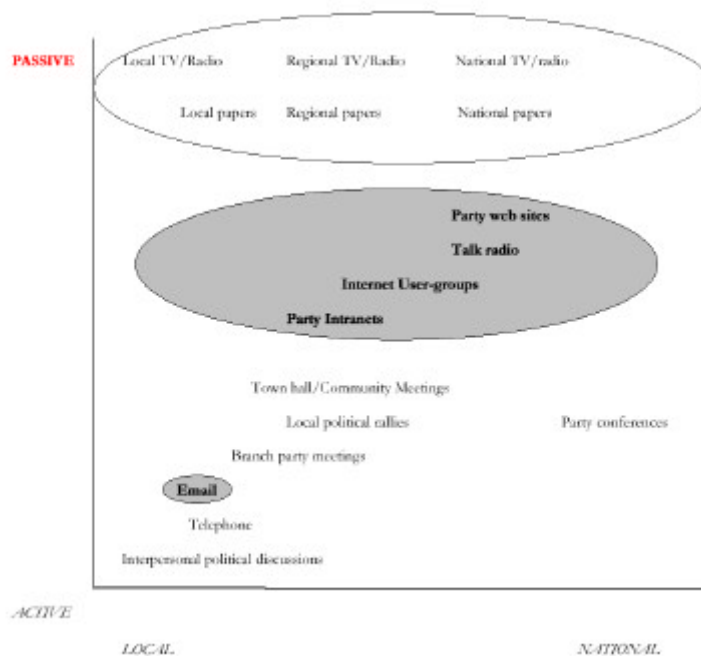 PASSIVE Local TV/Radio Regional TV/Radio National TV/radio
Local papers Regional papers National papers
Party web sites
Talk radio
Internet User-groups
Party Intranets
Town hall/Community Meetings
Local political rallies Party conferences
Branch party meetings
Email
Telephone
Interpersonal political discussions
ACTIVE
LOCAL NATIONAL